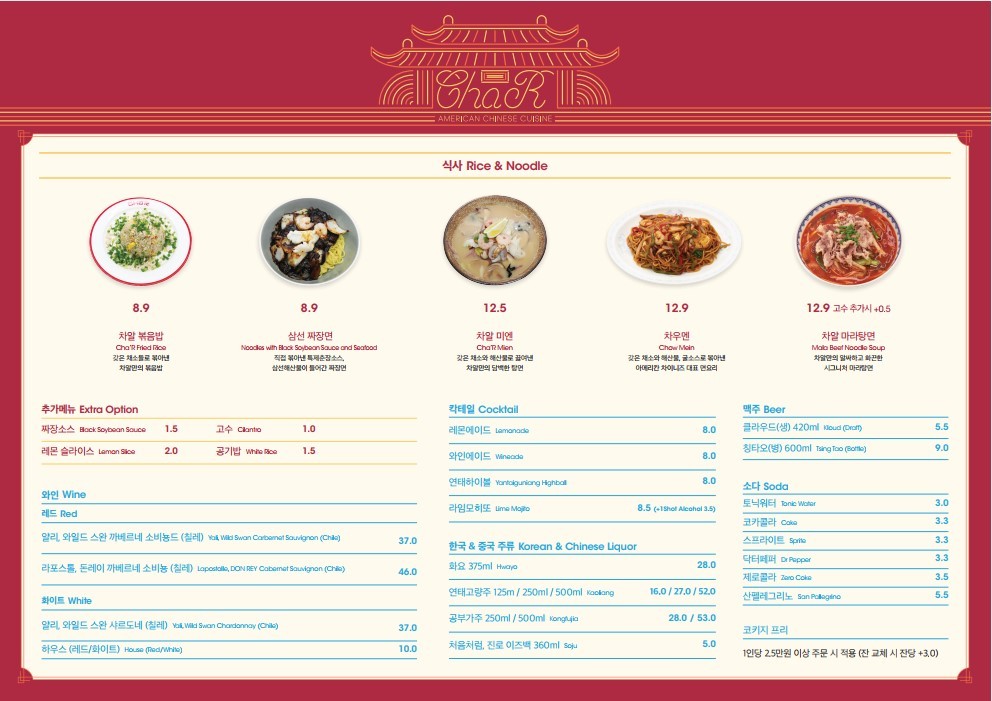 Cha'R
AMERICAN CHINESE CUISINE
식사 Rice & Noodle
8.9
차알 볶음밥
Cha'R Fried Rice
갖은 채소들로 볶아낸
차알만의 볶음밥
8.9
삼선 짜장면
Noodles with Black Soybean Sauce and Seafood
직접 볶아낸 특제춘장소스,
삼선해산물이 들어간 짜장면
12.5
차알 미엔
Cha'R Mien
갖은 채소와 해산물로 끓여낸
차알만의 담백한 탕면
12.9
차우멘
Chow Mein
갖은 채소와 해산물, 굴소스로 볶아낸
아메리칸 차이니즈 대표 면요리
12.9 고수 추가시 +0.5
차알 마라탕면
Mala Beef Noodle Soup
차알만의 알싸하고 화끈한
시그니처 마라탕면
추가메뉴 Extra Option
짜장소스 Black Soybean Sauce 1.5 고수 Cilantro 1.0
레몬 슬라이스 Lemon Slice 2.0 공기밥 White Rice 1.5
와인 Wine
레드 Red
얄리, 와일드 스완 까베르네 소비뇽드 (칠레) Yali, Wild Swan Carbernet Sauvignon (Chile) 37.0
라포스톨, 돈레이 까베르네 소비뇽 (칠레) Lapostolle, DON REY Cabernet Sauvignon (Chile) 46.0
화이트 White
얄리, 와일드 스완 샤르도네 (칠레) Yali, Wild Swan Chardonnay (Chile) 37.0
하우스 (레드/화이트) House (Red/White) 10.0
칵테일 Cocktail
레몬에이드 Lemonade 8.0
와인에이드 Wineade 8.0
연태하이볼 Yantaiguniang Highball 8.0
라임모히또 Lime Mojito 8.5 (+1Shot Alcohol 3.5)
한국 & 중국 주류 Korean & Chinese Liquor
화요 375ml Hwayo 28.0
연태고량주 125m / 250ml / 500ml Kaoliang 16.0 / 27.0 / 52.0
공부가주 250ml / 500ml Kongfujia 28.0 / 53.0
처음처럼, 진로 이즈백 360ml Soju 5.0
맥주 Beer
클라우드(생) 420ml Kloud (Draft) 5.5
칭타오(병) 600ml Tsing Tao (Bottle) 9.0
소다 Soda
토닉워터 Tonic Water 3.0
코카콜라 Coke 3.3
스프라이트 Sprite 3.3
닥터페퍼 Dr Pepper 3.3
제로콜라 Zero Coke 3.5
산펠레그리노 San Pellegrino 5.5
코키지 프리
1인당 2.5만원 이상 주문 시 적용 (잔 교체 시 잔당 +3.0)